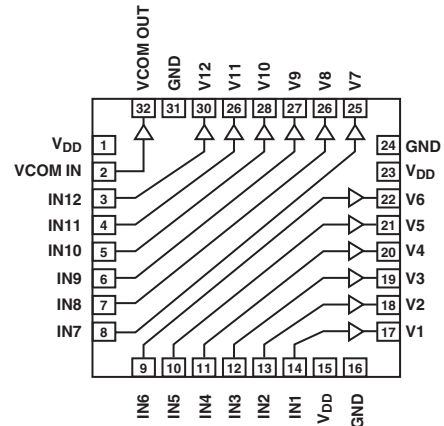 VCOM OUT
GND
V12
V11
V10
V9
V8
V7
32
31
30
26
28
27
26
25
VDD
1
VCOM IN
2
IN12
3
IN11
4
IN10
5
IN9
6
IN8
7
IN7
8
24
GND
23
VDD
22
V6
21
V5
20
V4
19
V3
18
V2
17
V1
9
10
11
12
13
14
15
16
IN6
IN5
IN4
IN3
IN2
IN1
VDD
GND